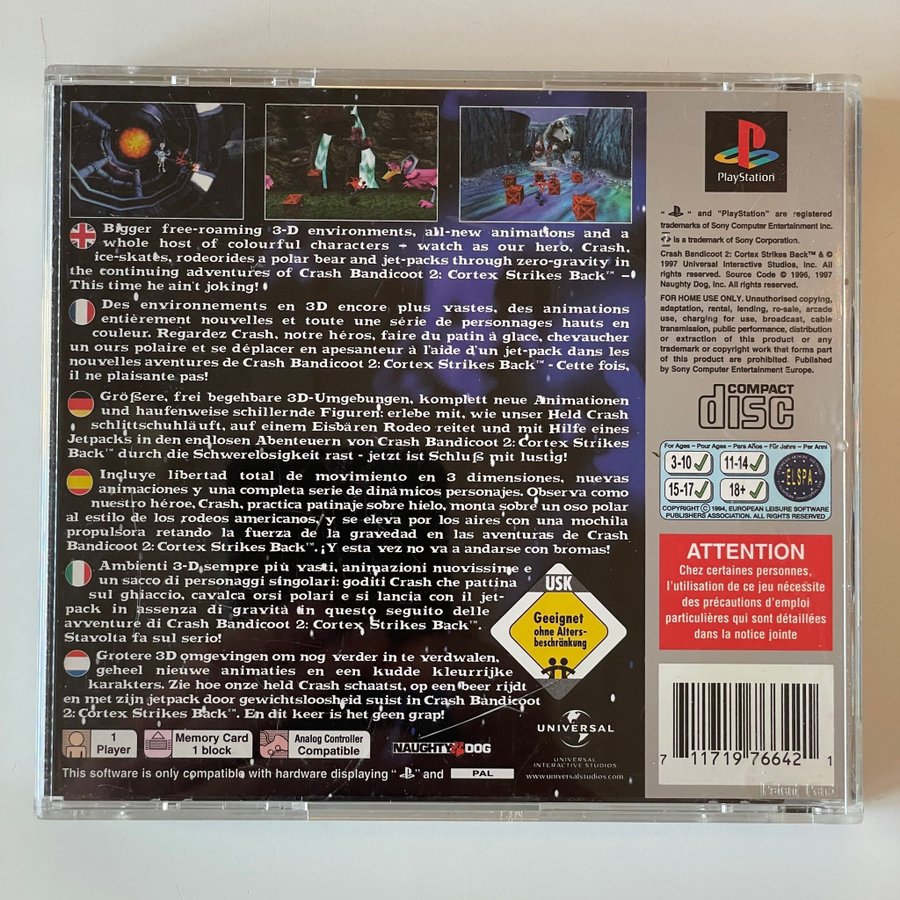 Bigger free-roaming 3-D environments, all-new animations and a
whole host of colourful characters – watch as our hero, Crash,
ice-skates, rodeorides a polar bear and jet-packs through zero-gravity in
the continuing adventures of Crash Bandicoot 2: Cortex Strikes Back™ –
This time he ain't joking!
Des environnements en 3D encore plus vastes, des animations
entièrement nouvelles et toute une série de personnages hauts en
couleur. Regardez Crash, notre héros, faire du patin à glace, chevaucher
un ours polaire et se déplacer en apesanteur à l'aide d'un jet-pack dans les
nouvelles aventures de Crash Bandicoot 2: Cortex Strikes Back™ - Cette fois,
il ne plaisante pas!
Größere, frei begehbare 3D-Umgebungen, komplett neue Animationen
und haufenweise schillernde Figuren: erlebe mit, wie unser Held Crash
schlittschuhläuft, auf einem Eisbären Rodeo reitet und mit Hilfe eines
Jetpacks in den endlosen Abenteuern von Crash Bandicoot 2: Cortex Strikes
Back™ durch die Schwerelosigkeit rast - jetzt ist Schluß mit lustig!
Incluye libertad total de movimiento en 3 dimensiones, nuevas
animaciones y una completa serie de dinámicos personajes. Observa como
nuestro héroe, Crash, practica patinaje sobre hielo, monta sobre un oso polar
al estilo de los rodeos americanos, y se eleva por los aires con una mochila
propulsora retando la fuerza de la gravedad en las aventuras de Crash
Bandicoot 2: Cortex Strikes Back™. ¡Y esta vez no va a andarse con bromas!
Ambienti 3-D sempre più vasti, animazioni nuovissime e
un sacco di personaggi singolari: goditi Crash che pattina
sul ghiaccio, cavalca orsi polari e si lancia con il jet-
pack in assenza di gravità in questo seguito delle
avventure di Crash Bandicoot 2: Cortex Strikes Back™.
Stavolta fa sul serio!
Grotere 3D omgevingen om nog verder in te verdwalen,
geheel nieuwe animaties en een kudde kleurrijke
karakters. Zie hoe onze held Crash schaatst, op een beer rijdt
en met zijn jetpack door gewichtsloosheid suist in Crash Bandicoot
2: Cortex Strikes Back™. En dit keer is het geen grap!
USK
Geeignet
ohne Alters-
beschränkung
1
Player
Memory Card
1 block
Analog Controller
Compatible
NAUGHTY DOG
UNIVERSAL
UNIVERSAL
INTERACTIVE STUDIOS
www.universalstudios.com
This software is only compatible with hardware displaying " " and PAL
PlayStation
" " and "PlayStation" are registered
trademarks of Sony Computer Entertainment Inc.
is a trademark of Sony Corporation.
Crash Bandicoot 2: Cortex Strikes Back™ & ©
1997 Universal Interactive Studios, Inc. All
rights reserved. Source Code © 1996, 1997
Naughty Dog, Inc. All rights reserved.
FOR HOME USE ONLY. Unauthorised copying,
adaptation, rental, lending, re-sale, arcade
use, charging for use, broadcast, cable
transmission, public performance, distribution
or extraction of this product or any
trademark or copyright work that forms part
of this product are prohibited. Published
by Sony Computer Entertainment Europe.
COMPACT
disc
For Ages - Pour Ages - Para Años - Für Jahre - Per Anni
3-10 11-14
15-17 18+
ELSPA
COPYRIGHT © 1994, EUROPEAN LEISURE SOFTWARE
PUBLISHERS ASSOCIATION. ALL RIGHTS RESERVED
ATTENTION
Chez certaines personnes,
l'utilisation de ce jeu nécessite
des précautions d'emploi
particulières qui sont détaillées
dans la notice jointe
7 11719 76642 1